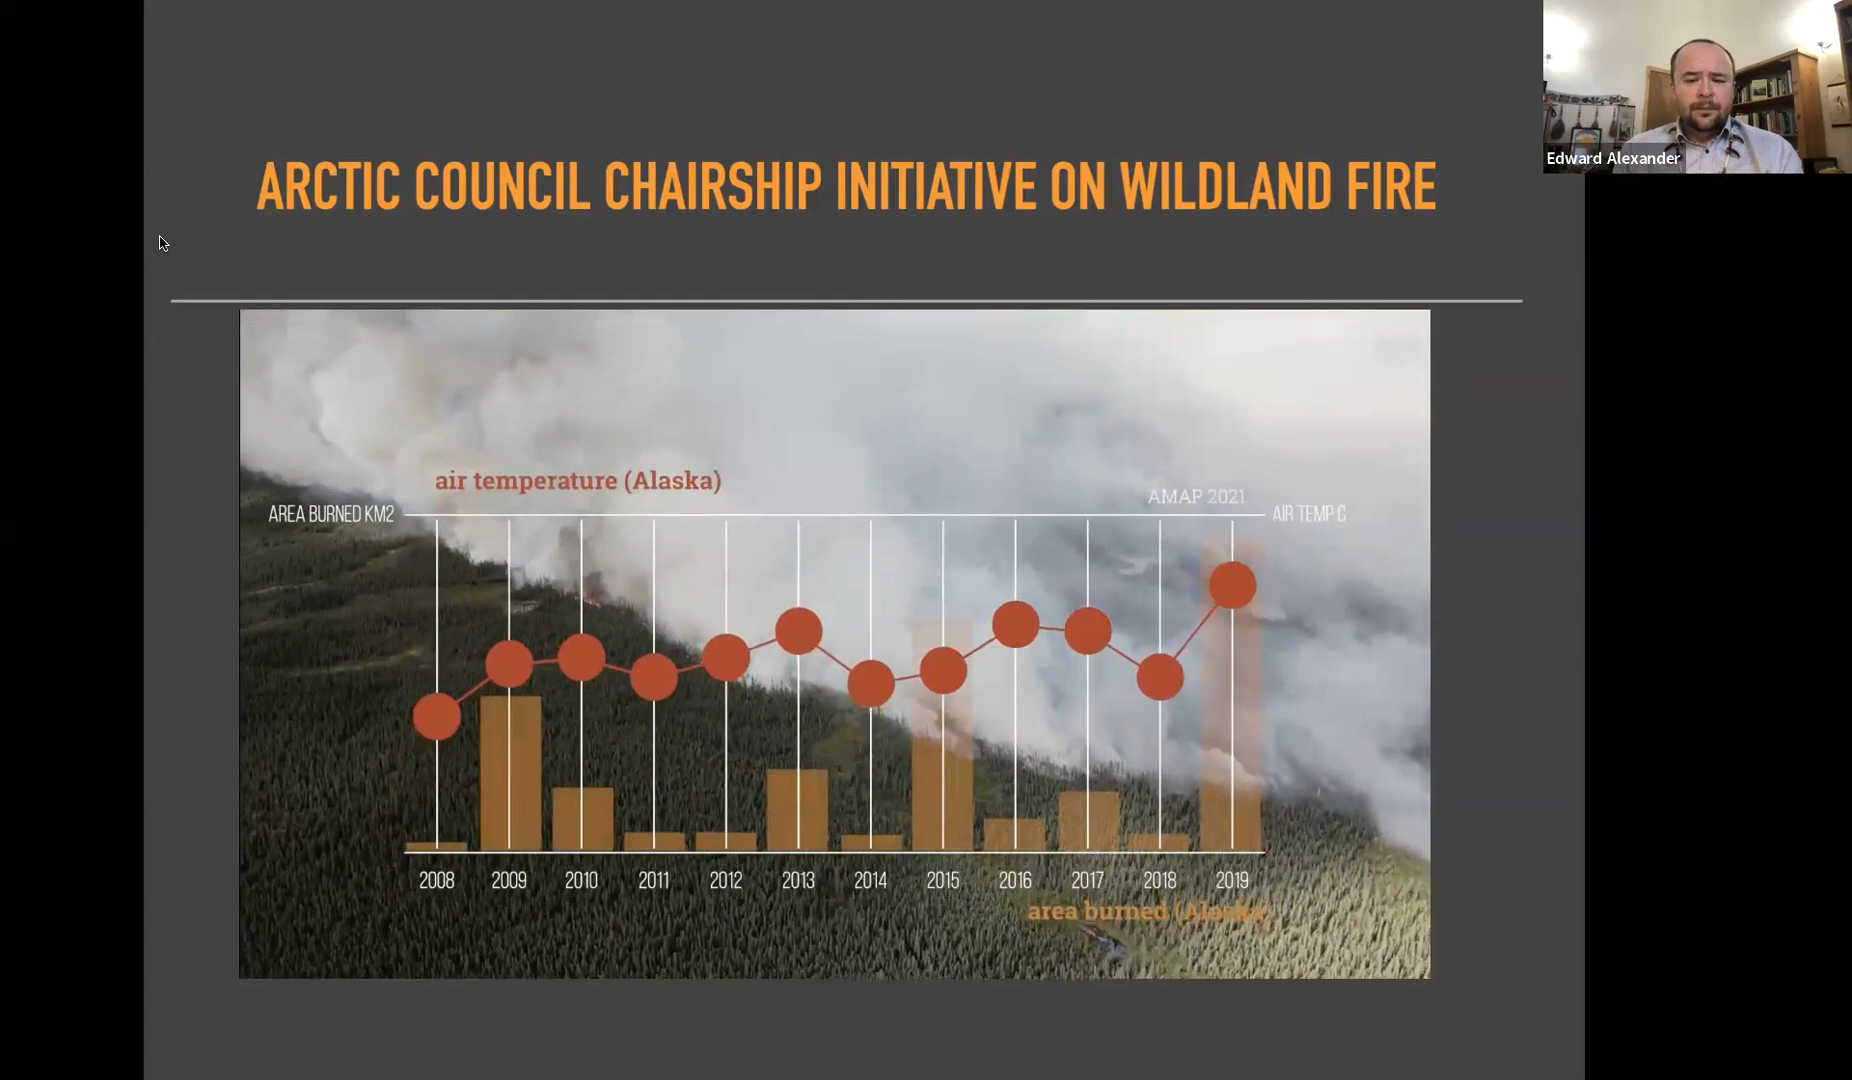 Edward Alexander
ARCTIC COUNCIL CHAIRSHIP INITIATIVE ON WILDLAND FIRE
air temperature (Alaska)
AMAP 2021
AREA BURNED KM2
AIR TEMP C
2008 2009 2010 2011 2012 2013 2014 2015 2016 2017 2018 2019
area burned (Alaska)